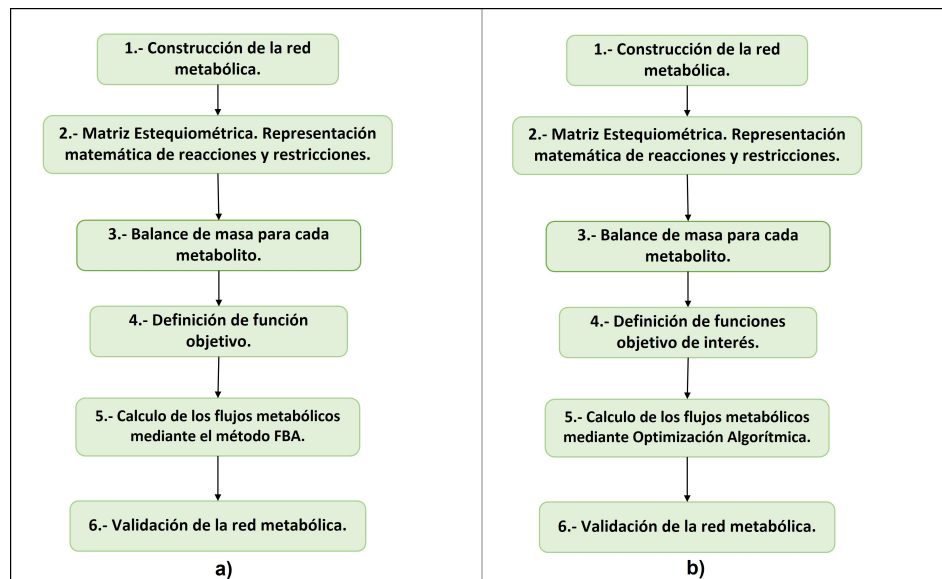 1.- Construcción de la red
metabólica.
2.- Matriz Estequiométrica. Representación
matemática de reacciones y restricciones.
3.- Balance de masa para cada
metabolito.
4.- Definición de función
objetivo.
5.- Calculo de los flujos metabólicos
mediante el método FBA.
6.- Validación de la red metabólica.
a)
1.- Construcción de la red
metabólica.
2.- Matriz Estequiométrica. Representación
matemática de reacciones y restricciones.
3.- Balance de masa para cada
metabolito.
4.- Definición de funciones
objetivo de interés.
5.- Calculo de los flujos metabólicos
mediante Optimización Algorítmica.
6.- Validación de la red metabólica.
b)